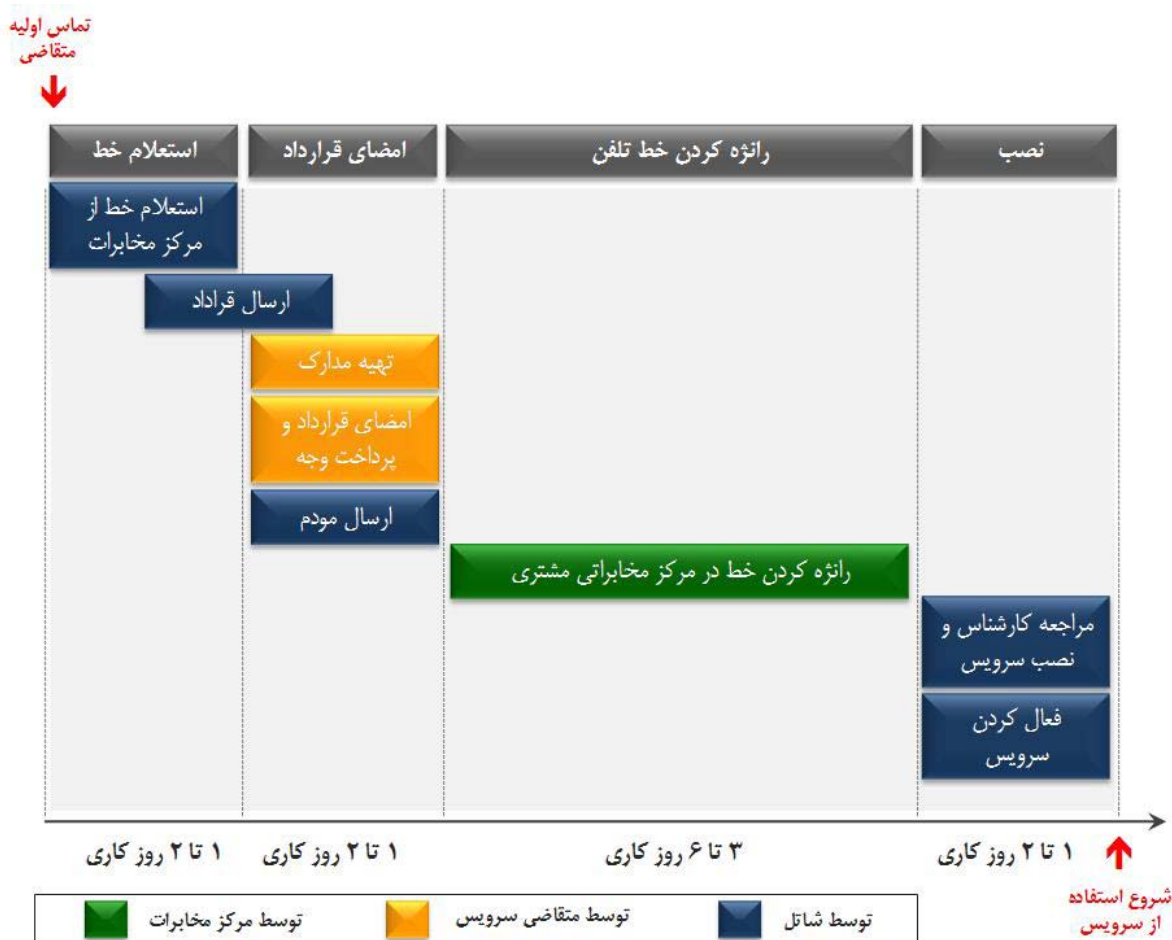 تماس اولیه
متقاضی
استعلام خط
امضای قرارداد
رانژه کردن خط تلفن
نصب
استعلام خط از
مرکز مخابرات
ارسال قراداد
تهیه مدارک
امضای قرارداد و
پرداخت وجه
ارسال مودم
رانژه کردن خط در مرکز مخابراتی مشتری
مراجعه کارشناس و
نصب سرویس
فعال کردن
سرویس
۱ تا ۲ روز کاری
۱ تا ۲ روز کاری
۳ تا ۶ روز کاری
۱ تا ۲ روز کاری
شروع استفاده
از سرویس
توسط شاتل
توسط متقاضی سرویس
توسط مرکز مخابرات